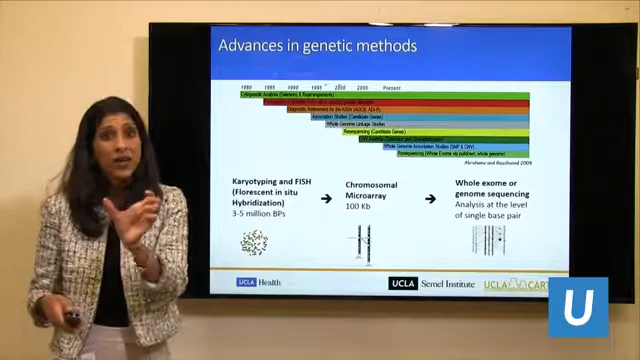 Advances in genetic methods
1980 1985 1990 1995 2000 2005 Present
Cytogenetic Analysis (Deletions & Rearrangements)
Diagnostic Refinement for the ASDs (ADOS, ADI-R)
Association Studies (Candidate Genes)
Whole Genome Linkage Studies
Resequencing (Candidate Genes)
Whole Genome Association Studies (SNP & CNV)
Resequencing (Whole Exome via pulldown, whole genome)
Abrahams and Geschwind 2009
Karyotyping and FISH
(Florescent in situ
Hybridization)
3-5 million BPs
Chromosomal
Microarray
100 Kb
Whole exome or
genome sequencing
Analysis at the level
of single base pair
UCLA Health
UCLA Semel Institute
UCLA CART
U